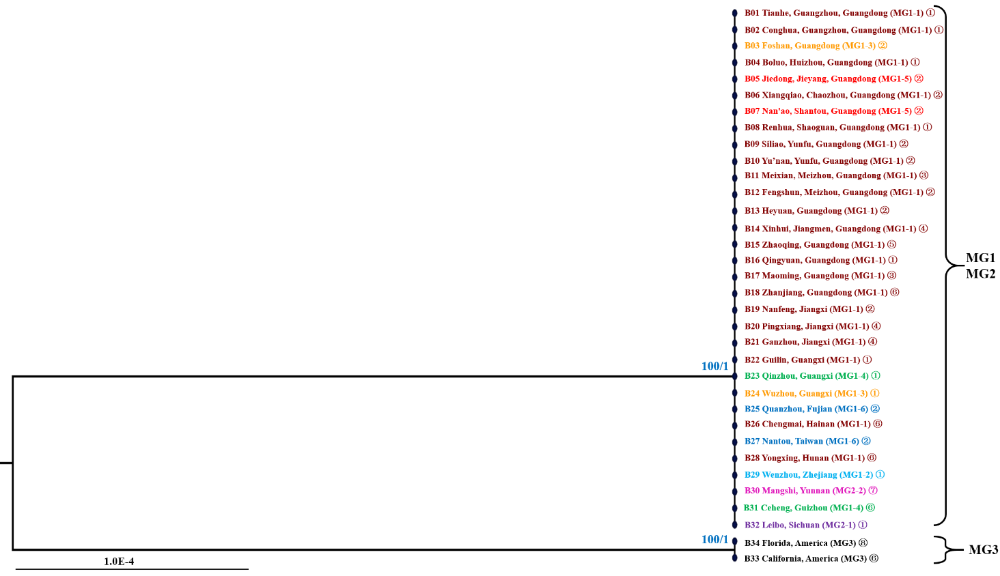 B01 Tianhe, Guangzhou, Guangdong (MG1-1) ①
B02 Conghua, Guangzhou, Guangdong (MG1-1) ①
B03 Foshan, Guangdong (MG1-3) ②
B04 Boluo, Huizhou, Guangdong (MG1-1) ①
B05 Jiedong, Jieyang, Guangdong (MG1-5) ②
B06 Xiangqiao, Chaozhou, Guangdong (MG1-1) ②
B07 Nan'ao, Shantou, Guangdong (MG1-5) ②
B08 Renhua, Shaoguan, Guangdong (MG1-1) ①
B09 Siliao, Yunfu, Guangdong (MG1-1) ②
B10 Yu’nan, Yunfu, Guangdong (MG1-1) ②
B11 Meixian, Meizhou, Guangdong (MG1-1) ③
B12 Fengshun, Meizhou, Guangdong (MG1-1) ②
B13 Heyuan, Guangdong (MG1-1) ②
B14 Xinhui, Jiangmen, Guangdong (MG1-1) ④
B15 Zhaoqing, Guangdong (MG1-1) ⑤
B16 Qingyuan, Guangdong (MG1-1) ①
B17 Maoming, Guangdong (MG1-1) ③
B18 Zhanjiang, Guangdong (MG1-1) ⑥
B19 Nanfeng, Jiangxi (MG1-1) ②
B20 Pingxiang, Jiangxi (MG1-1) ④
B21 Ganzhou, Jiangxi (MG1-1) ④
B22 Guilin, Guangxi (MG1-1) ①
B23 Qinzhou, Guangxi (MG1-4) ①
B24 Wuzhou, Guangxi (MG1-3) ①
B25 Quanzhou, Fujian (MG1-6) ②
B26 Chengmai, Hainan (MG1-1) ⑥
B27 Nantou, Taiwan (MG1-6) ②
B28 Yongxing, Hunan (MG1-1) ⑥
B29 Wenzhou, Zhejiang (MG1-2) ①
B30 Mangshi, Yunnan (MG2-2) ⑦
B31 Ceheng, Guizhou (MG1-4) ⑥
B32 Leibo, Sichuan (MG2-1) ①
B34 Florida, America (MG3) ⑧
B33 California, America (MG3) ⑥
MG1
MG2
MG3
100/1
100/1
1.0E-4